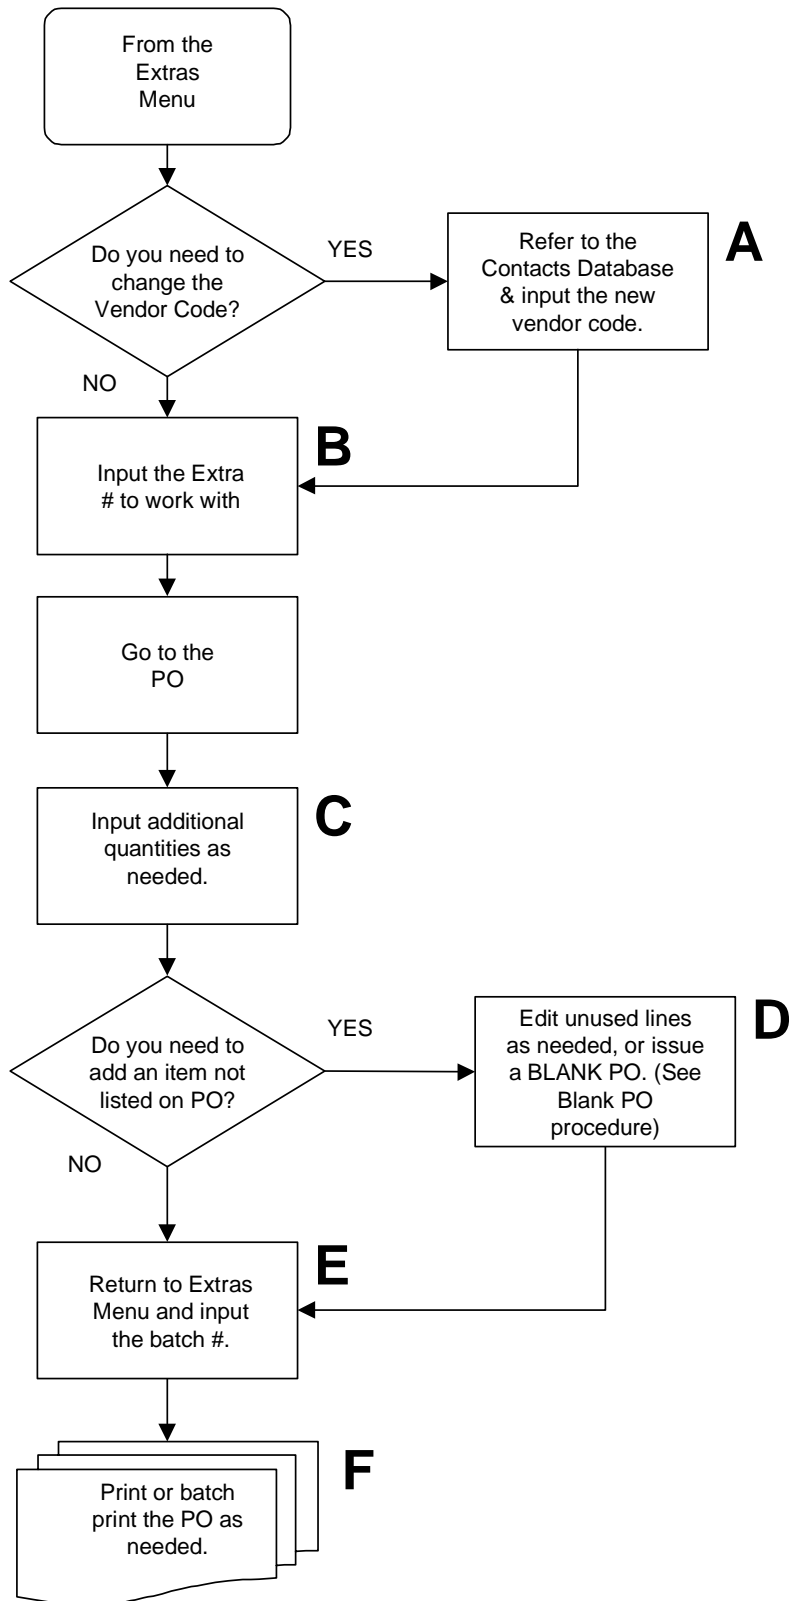 From the
Extras
Menu
Do you need to
change the
Vendor Code?
YES
Refer to the
Contacts Database
& input the new
vendor code.
A
NO
Input the Extra
# to work with
B
Go to the
PO
Input additional
quantities as
needed.
C
Do you need to
add an item not
listed on PO?
YES
Edit unused lines
as needed, or issue
a BLANK PO. (See
Blank PO
procedure)
D
NO
Return to Extras
Menu and input
the batch #.
E
Print or batch
print the PO as
needed.
F